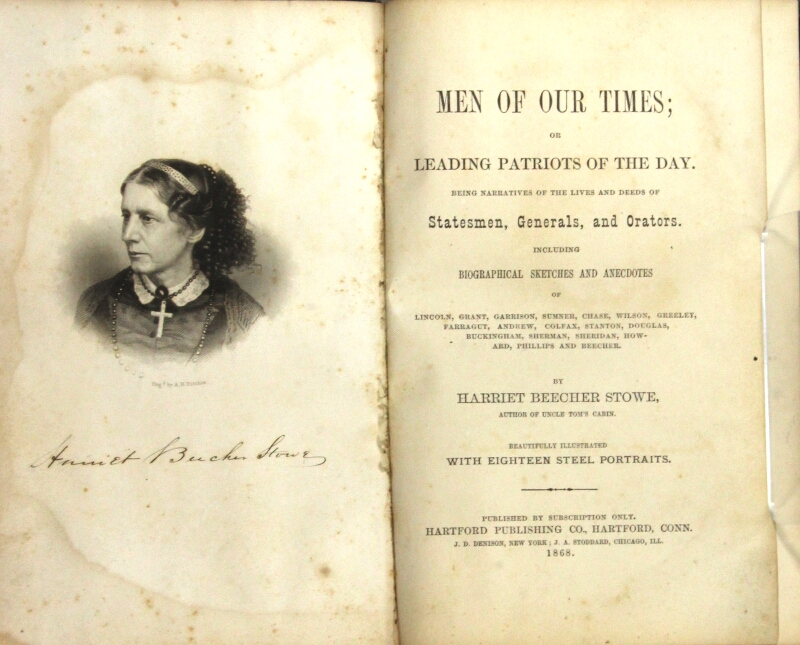 Eng.d by
Harriet Beecher Stowe
MEN OF OUR TIMES;
OR
LEADING PATRIOTS OF THE DAY.
BEING NARRATIVES OF THE LIVES AND DEEDS OF
Statesmen, Generals, and Orators.
INCLUDING
BIOGRAPHICAL SKETCHES AND ANECDOTES
OF
LINCOLN, GRANT, GARRISON, SUMNER, CHASE, WILSON, GREELEY,
FARRAGUT, ANDREW, COLFAX, STANTON, DOUGLAS,
BUCKINGHAM, SHERMAN, SHERIDAN, HOW-
ARD, PHILLIPS AND BEECHER.
BY
HARRIET BEECHER STOWE,
AUTHOR OF UNCLE TOM'S CABIN.
BEAUTIFULLY ILLUSTRATED
WITH EIGHTEEN STEEL PORTRAITS.
PUBLISHED BY SUBSCRIPTION ONLY.
HARTFORD PUBLISHING CO., HARTFORD, CONN.
J. D. DENISON, NEW YORK; J. A. STODDARD, CHICAGO, ILL.
1868.